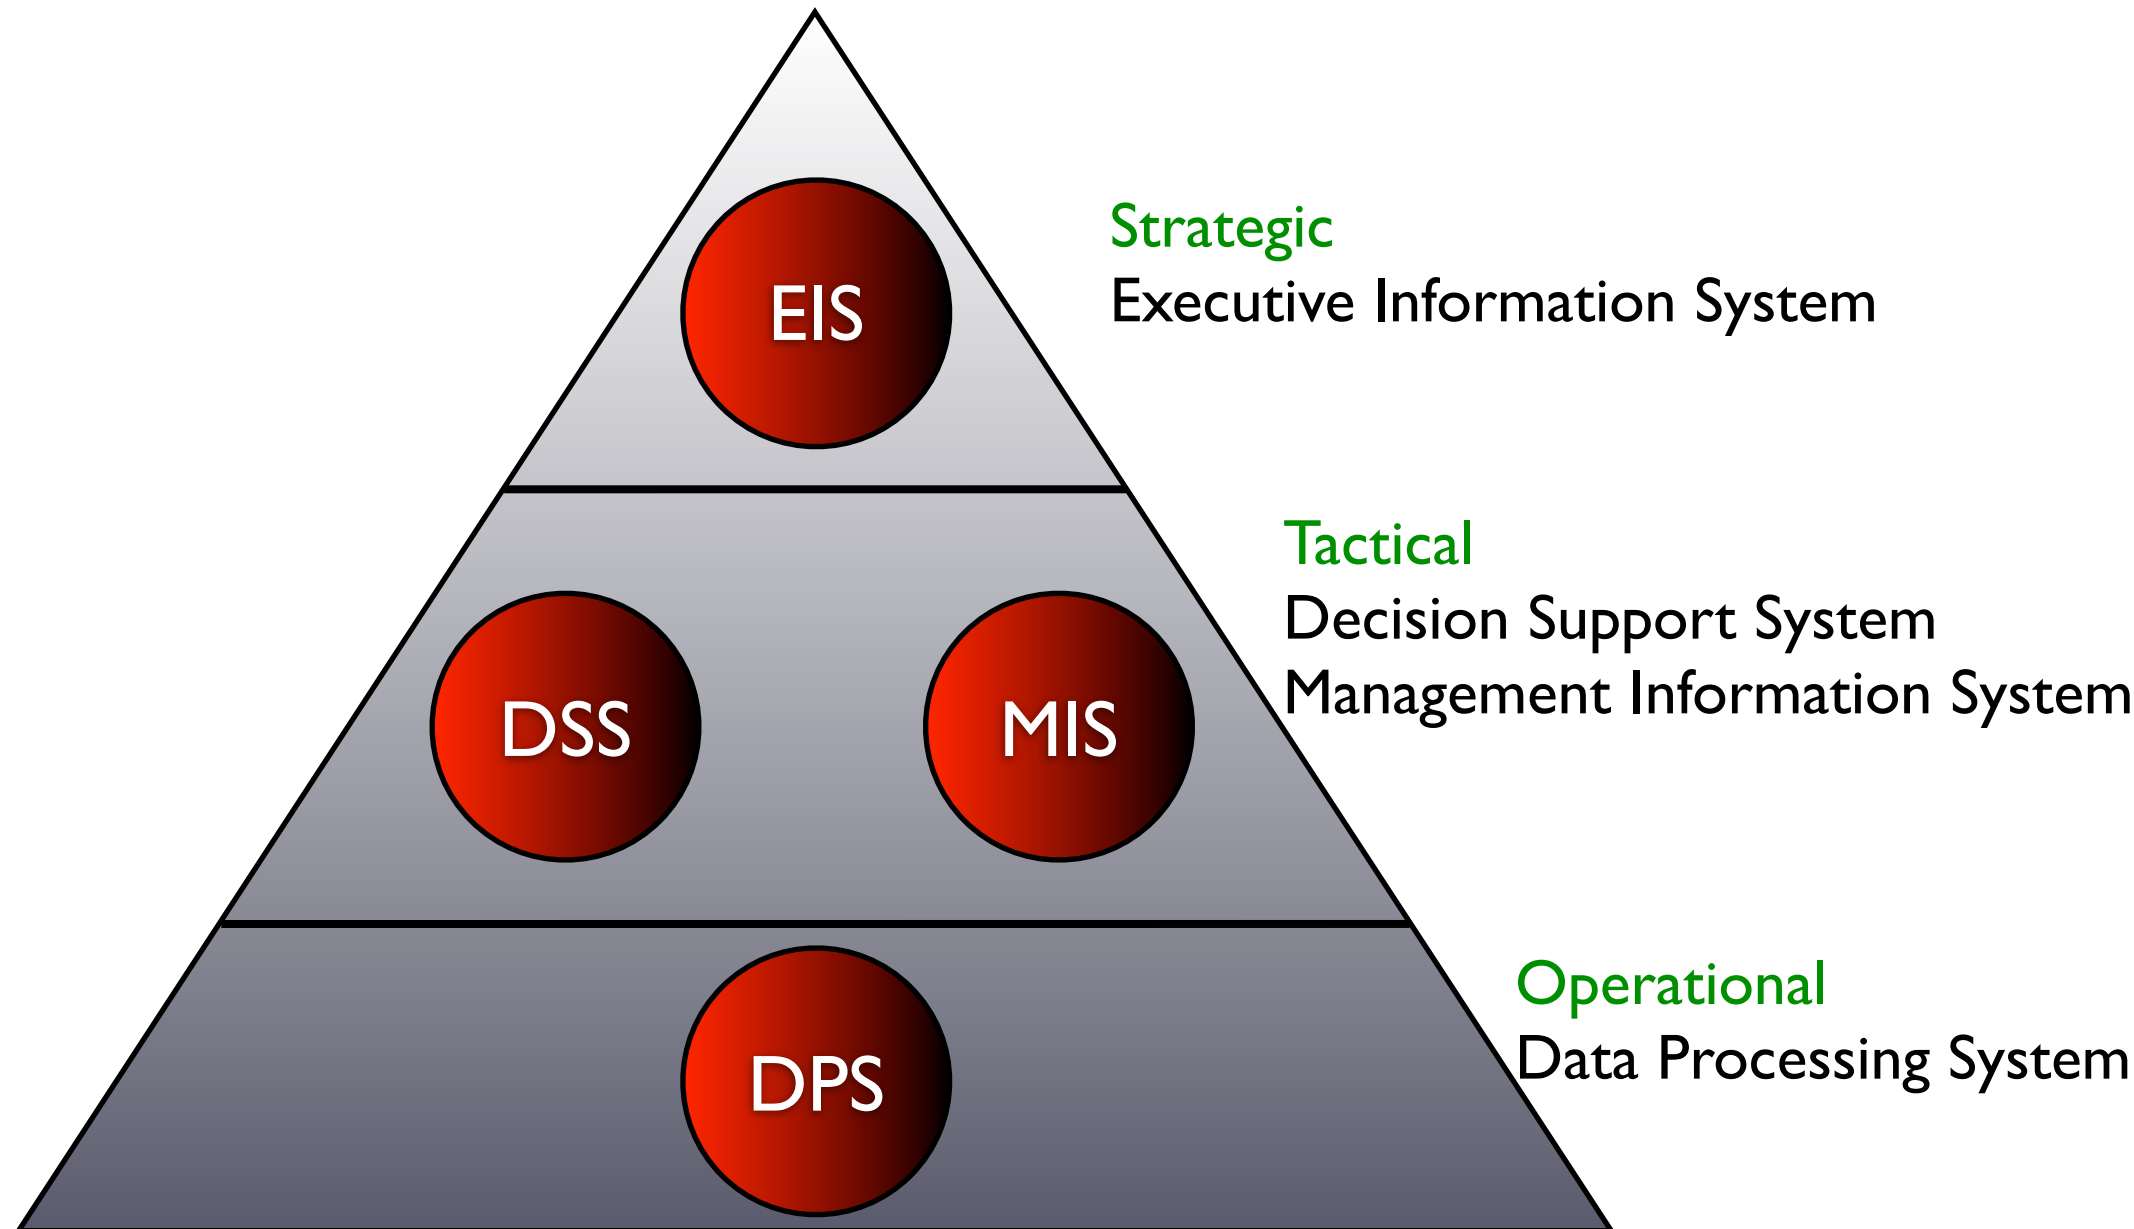 EIS
Strategic
Executive Information System
DSS
MIS
Tactical
Decision Support System
Management Information System
DPS
Operational
Data Processing System